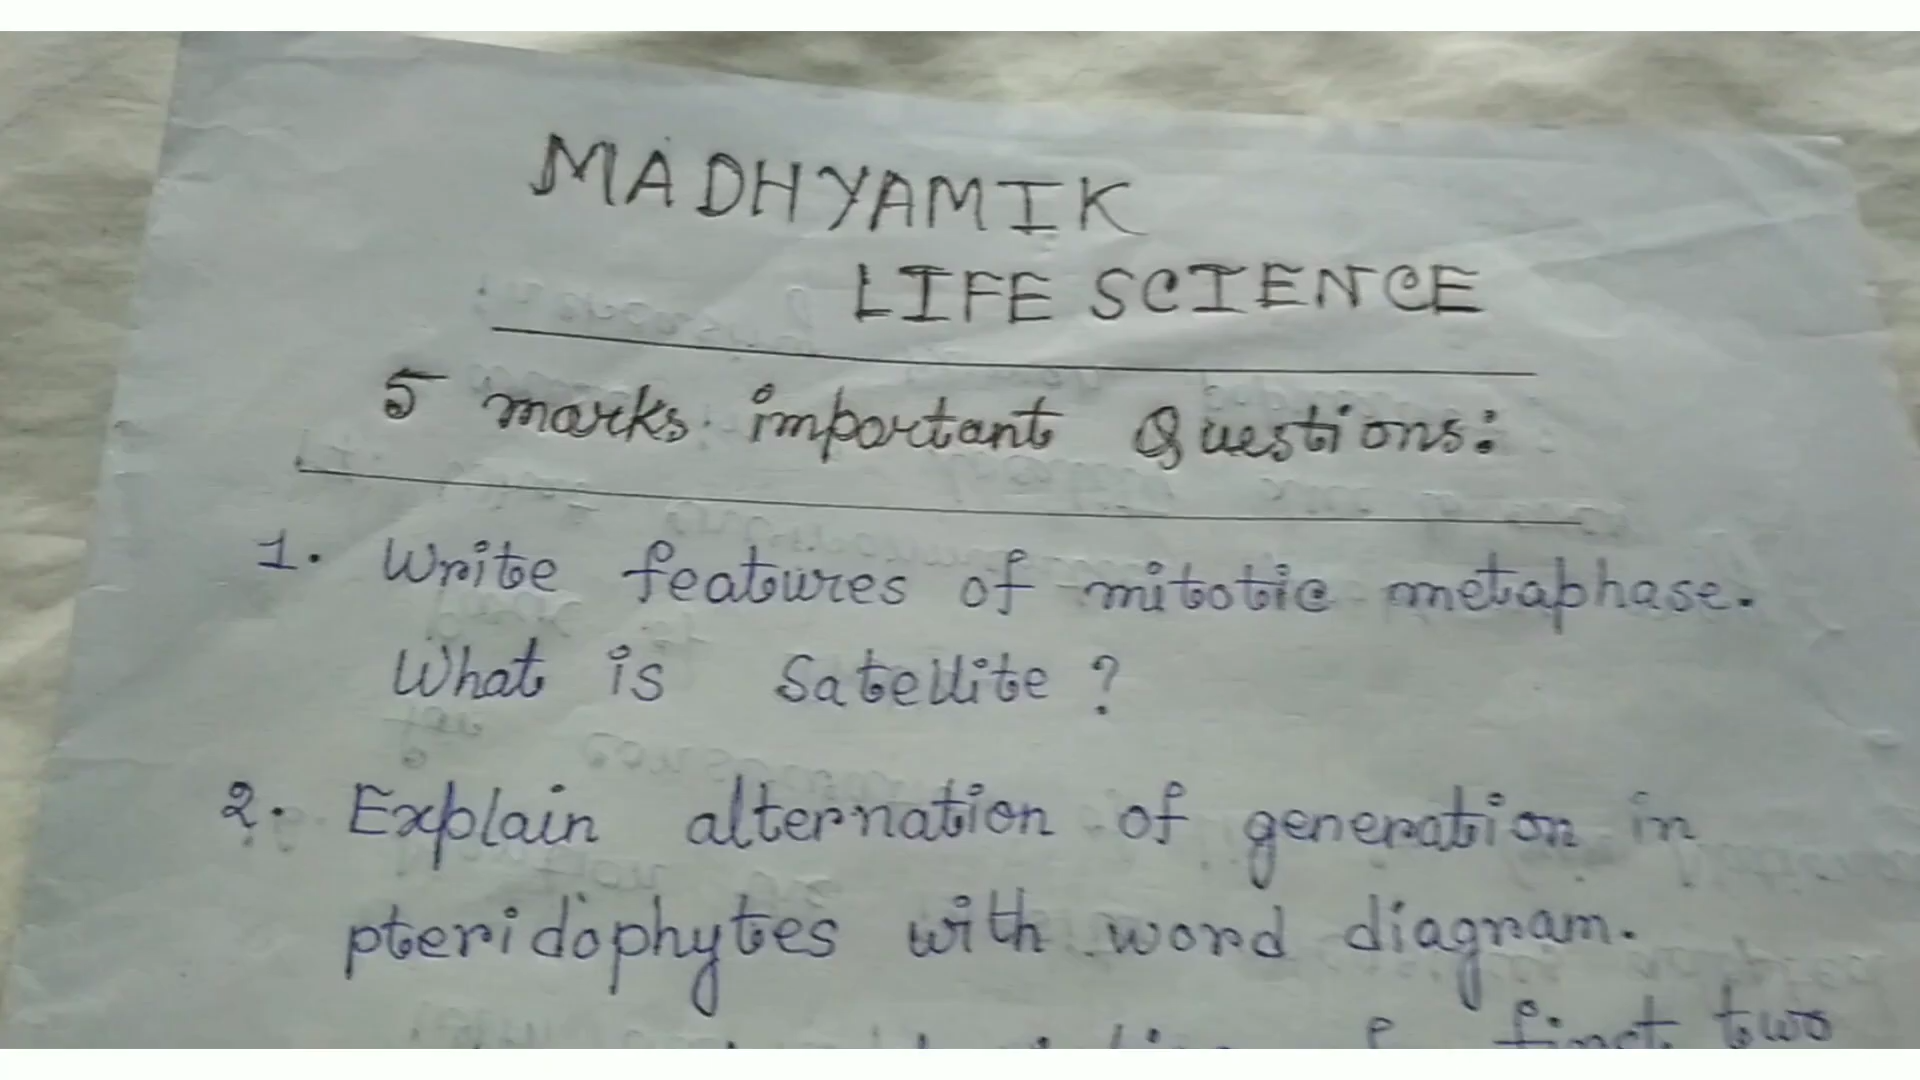 MADHYAMIK
LIFE SCIENCE
5 marks important Questions:
1. Write features of mitotic metaphase.
What is Satellite?
2. Explain alternation of generation in
pteridophytes with word diagram.
first two